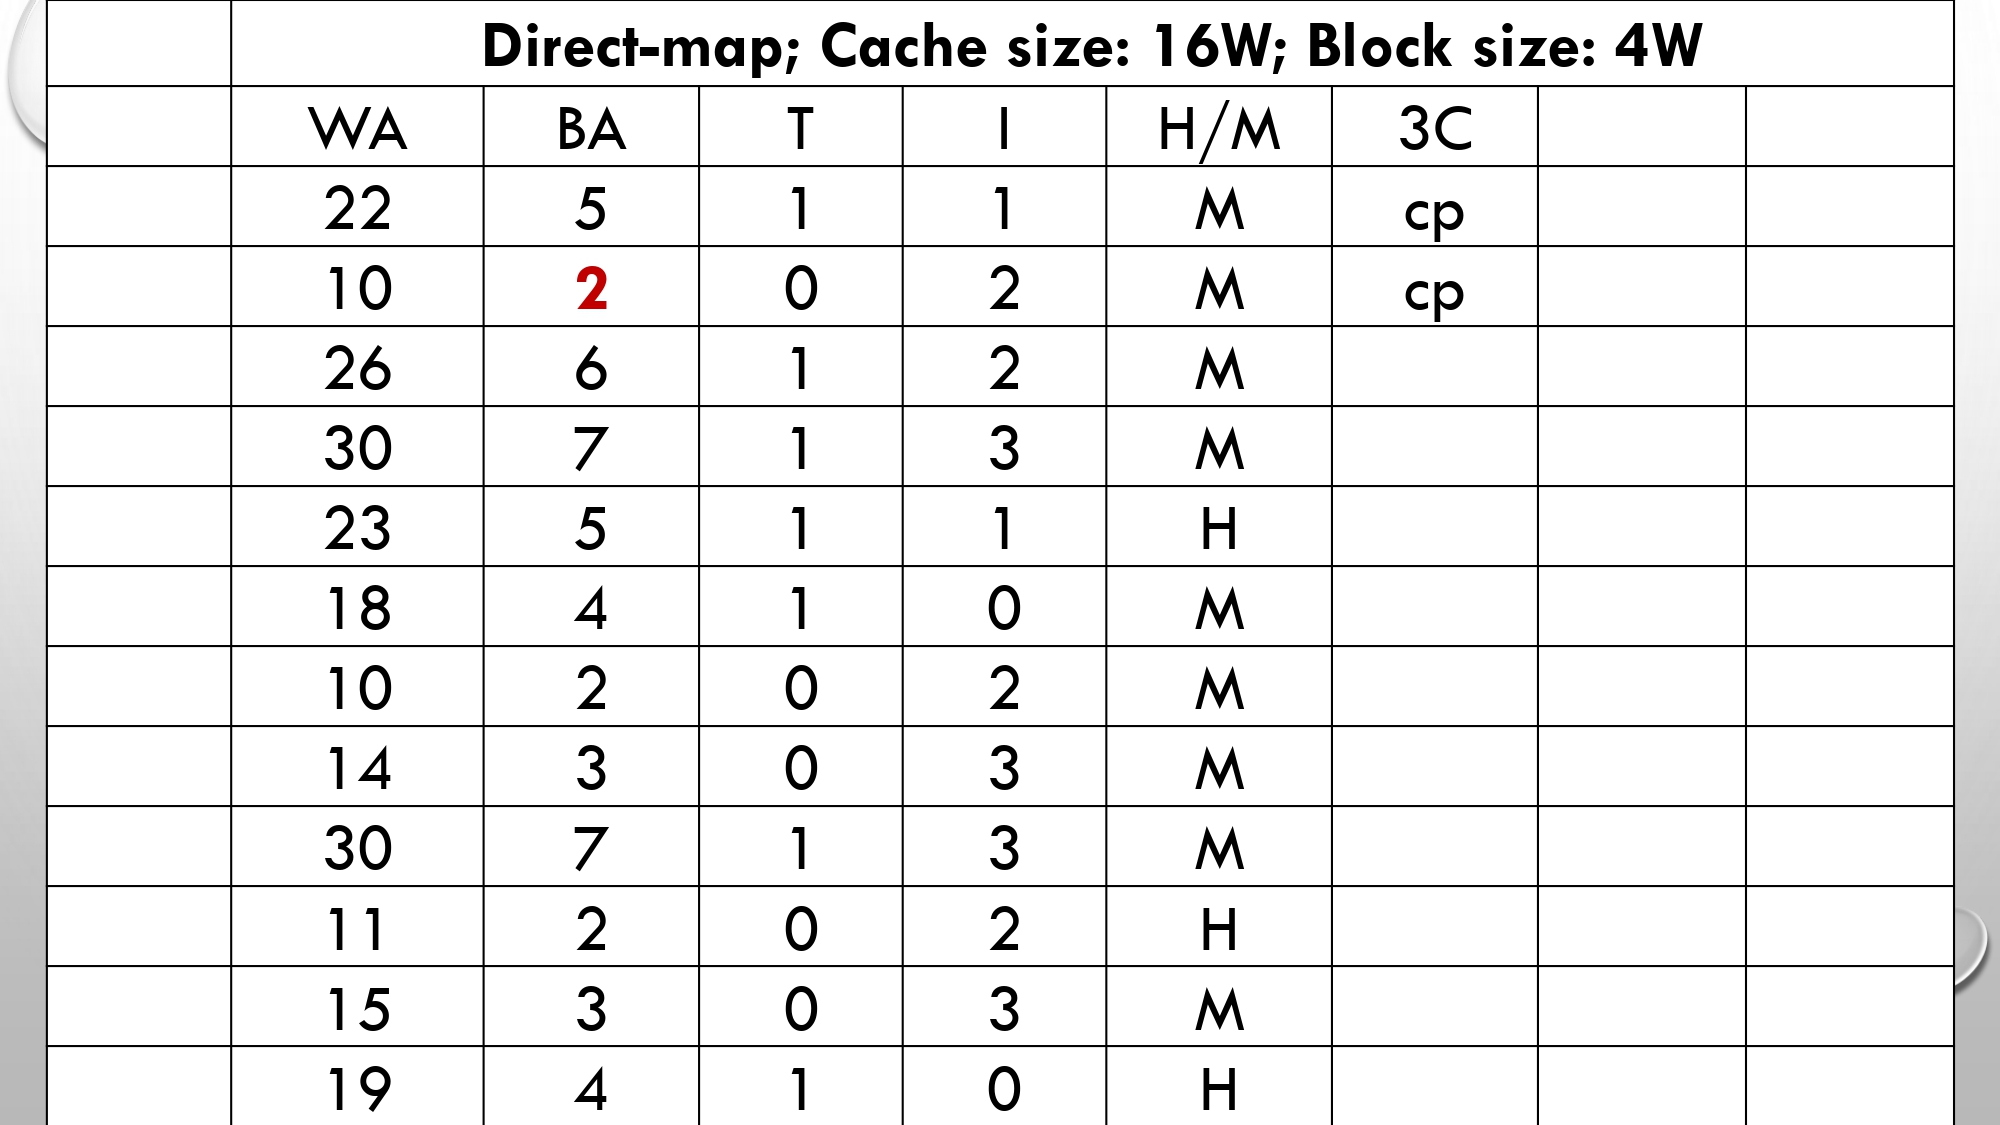 Direct-map; Cache size: 16W; Block size: 4W
WA BA T I H/M 3C
22 5 1 1 M cp
10 2 0 2 M cp
26 6 1 2 M
30 7 1 3 M
23 5 1 1 H
18 4 1 0 M
10 2 0 2 M
14 3 0 3 M
30 7 1 3 M
11 2 0 2 H
15 3 0 3 M
19 4 1 0 H